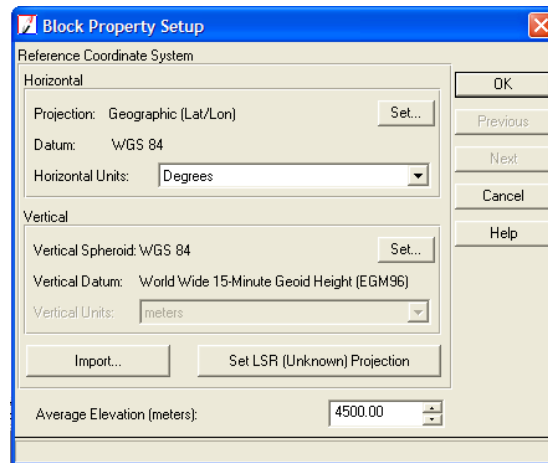 Block Property Setup
Reference Coordinate System
Horizontal
Projection: Geographic (Lat/Lon)
Set...
Datum: WGS 84
Horizontal Units: Degrees
Vertical
Vertical Spheroid: WGS 84
Set...
Vertical Datum: World Wide 15-Minute Geoid Height (EGM96)
Vertical Units: meters
Import...
Set LSR (Unknown) Projection
Average Elevation (meters): 4500.00
OK
Previous
Next
Cancel
Help